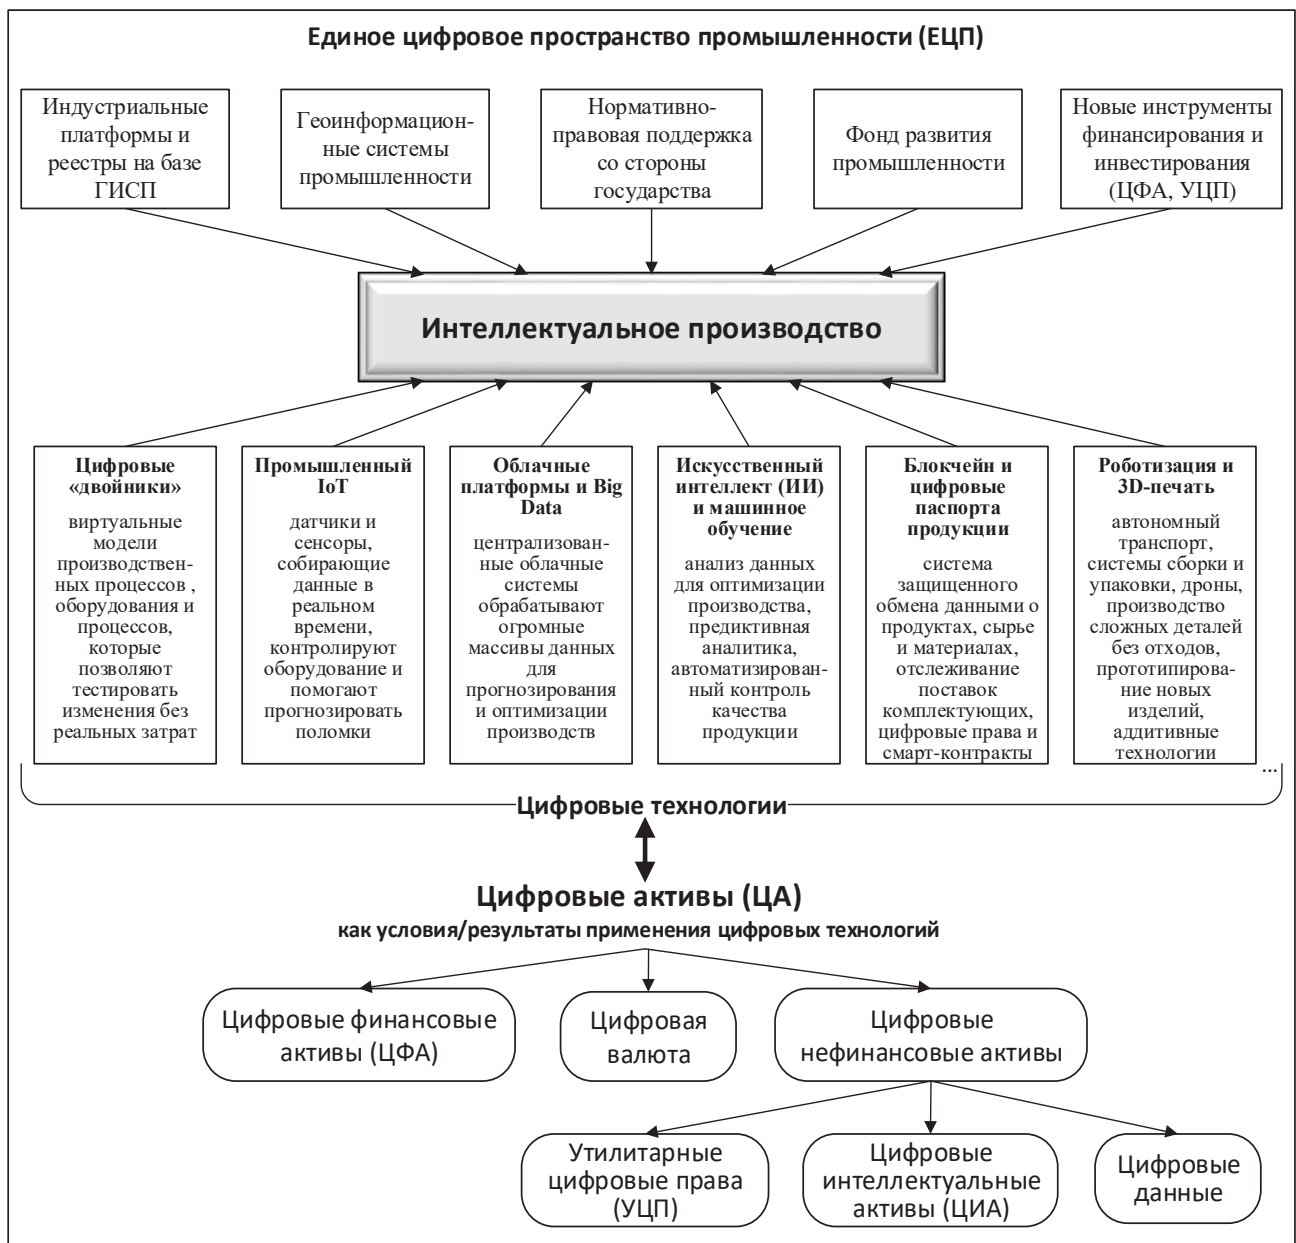 Единое цифровое пространство промышленности (ЕЦП)
Индустриальные
платформы и
реестры на базе
ГИСП
Геоинформацион-
ные системы
промышленности
Нормативно-
правовая поддержка
со стороны
государства
Фонд развития
промышленности
Новые инструменты
финансирования и
инвестирования
(ЦФА, УЦП)
Интеллектуальное производство
Цифровые
«двойники»
виртуальные
модели
производствен-
ных процессов ,
оборудования и
процессов,
которые
позволяют
тестировать
изменения без
реальных затрат
Промышленный
IoT
датчики и
сенсоры,
собирающие
данные в
реальном
времени,
контролируют
оборудование и
помогают
прогнозировать
поломки
Облачные
платформы и Big
Data
централизован-
ные облачные
системы
обрабатывают
огромные
массивы данных
для
прогнозирования
и оптимизации
производств
Искусственный
интеллект (ИИ)
и машинное
обучение
анализ данных
для оптимизации
производства,
предиктивная
аналитика,
автоматизирован-
ный контроль
качества
продукции
Блокчейн и
цифровые
паспорта
продукции
система
защищенного
обмена данными о
продуктах, сырье
и материалах,
отслеживание
поставок
комплектующих,
цифровые права и
смарт-контракты
Роботизация и
3D-печать
автономный
транспорт,
системы сборки и
упаковки, дроны,
производство
сложных деталей
без отходов,
прототипирова-
ние новых
изделий,
аддитивные
технологии
...
Цифровые технологии
Цифровые активы (ЦА)
как условия/результаты применения цифровых технологий
Цифровые финансовые
активы (ЦФА)
Цифровая
валюта
Цифровые
нефинансовые активы
Утилитарные
цифровые права
(УЦП)
Цифровые
интеллектуальные
активы (ЦИА)
Цифровые
данные